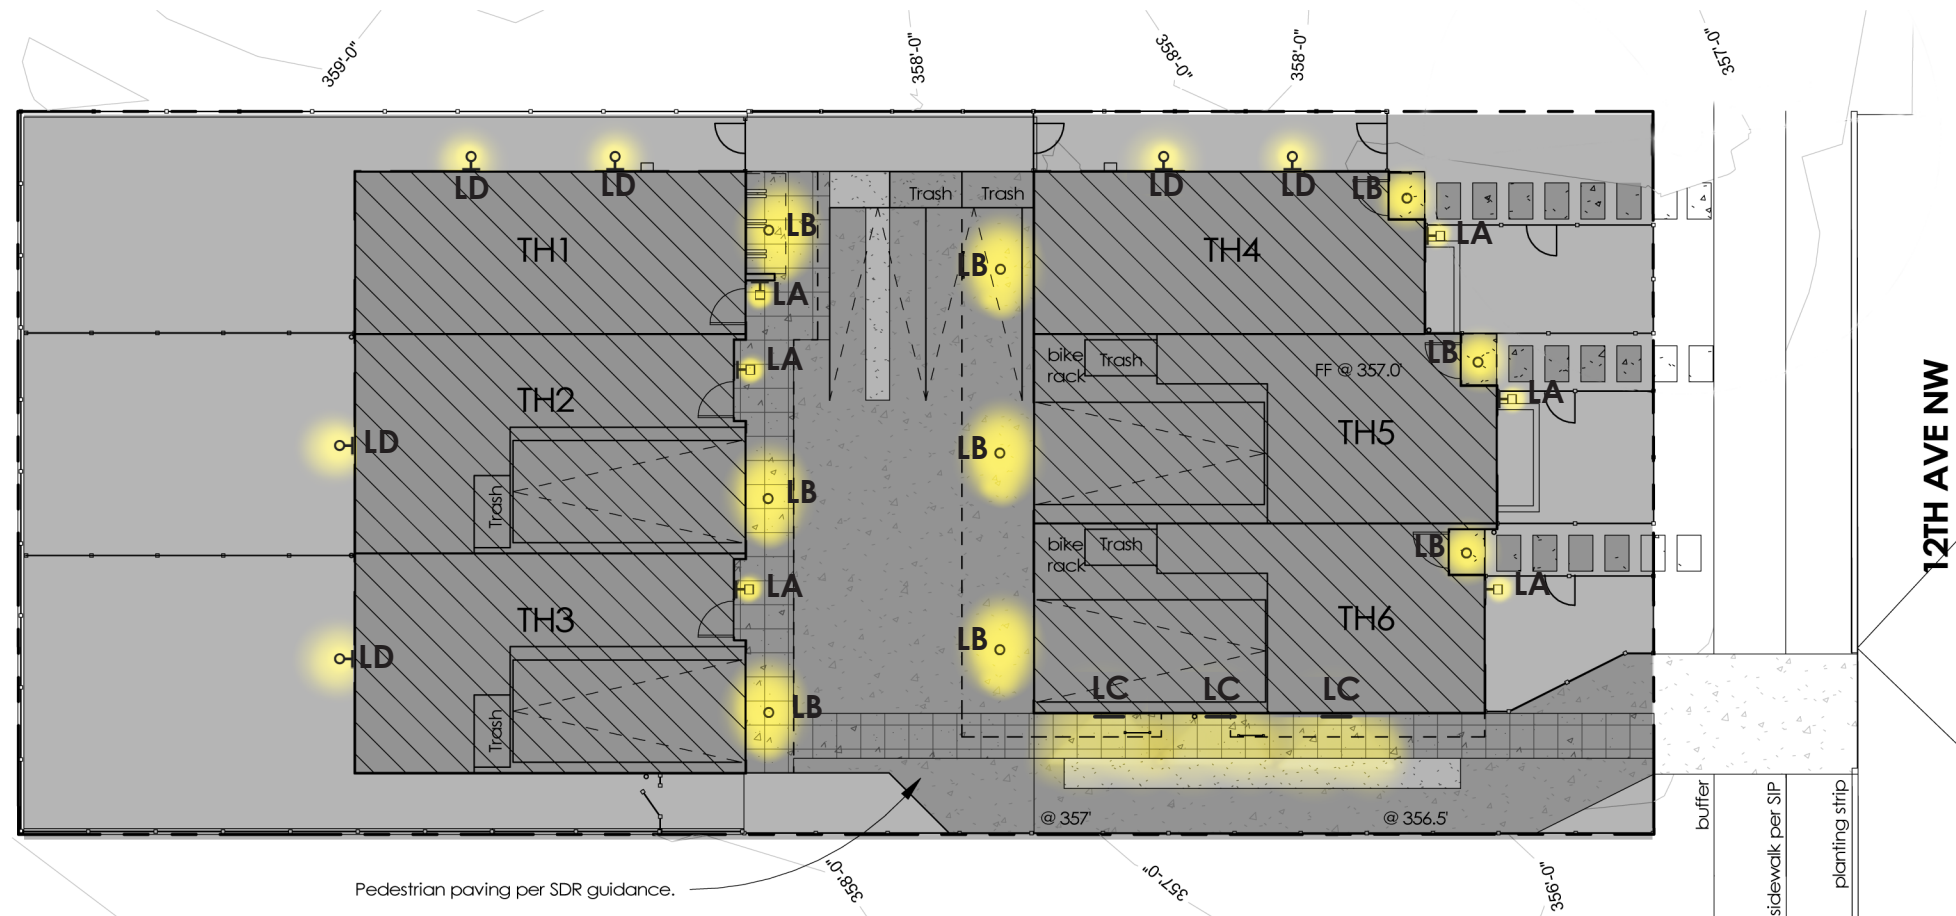 359'-0"
358'-0"
358'-0"
358'-0"
357'-0"
LD
LD
LD
LD
LB
Trash
Trash
LB
LA
TH1
TH4
LB
LA
LA
bike
rack
Trash
FF @ 357.0'
LB
LA
TH2
TH5
LD
LB
LB
Trash
12TH AVE NW
bike
rack
Trash
LB
LA
LA
TH3
TH6
LD
LB
LC
LC
LC
LB
Trash
@ 357'
@ 356.5'
buffer
sidewalk per SIP
planting strip
Pedestrian paving per SDR guidance.
358'-0"
357'-0"
356'-0"